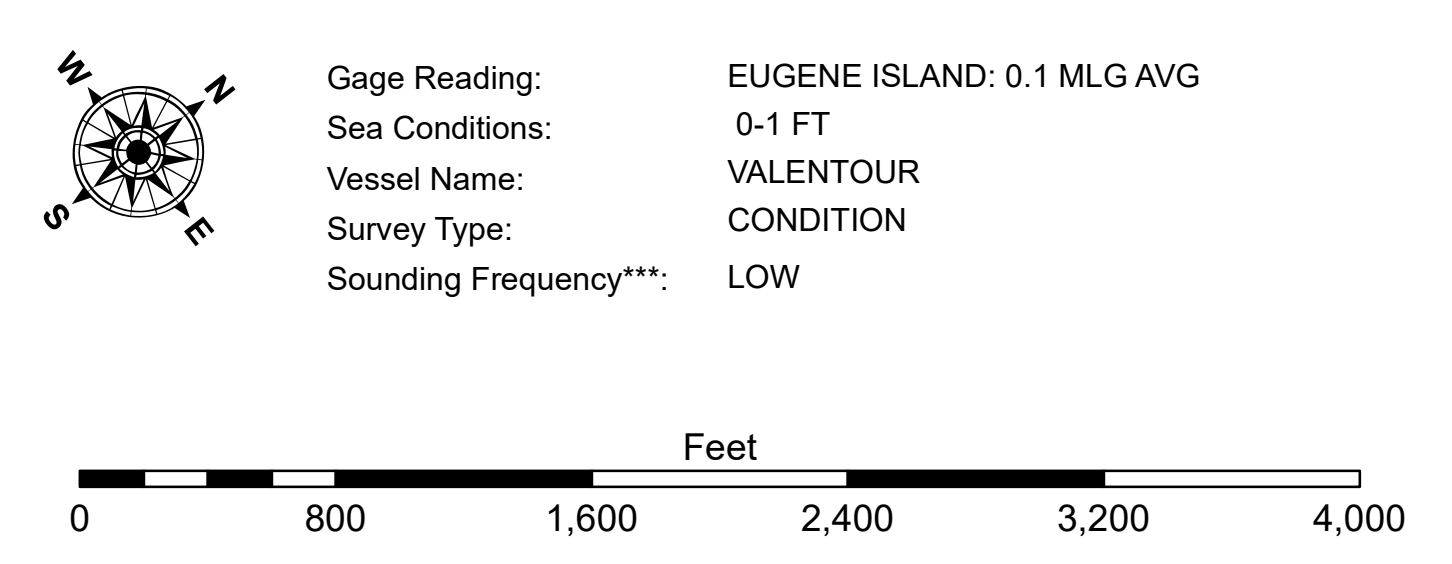 W
N
S
E
Gage Reading: EUGENE ISLAND: 0.1 MLG AVG
Sea Conditions: 0-1 FT
Vessel Name: VALENTOUR
Survey Type: CONDITION
Sounding Frequency***: LOW
Feet
0 800 1,600 2,400 3,200 4,000